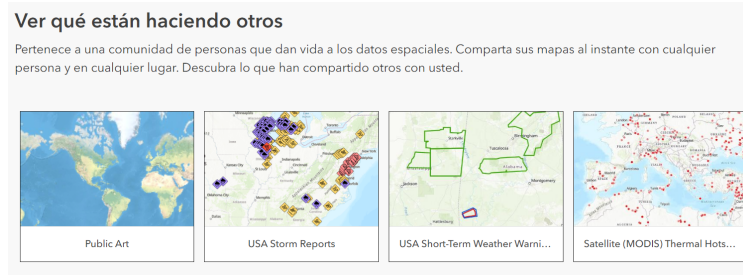 Ver qué están haciendo otros
Pertenece a una comunidad de personas que dan vida a los datos espaciales. Comparta sus mapas al instante con cualquier
persona y en cualquier lugar. Descubra lo que han compartido otros con usted.
Public Art
USA Storm Reports
USA Short-Term Weather Warni...
Satellite (MODIS) Thermal Hots...